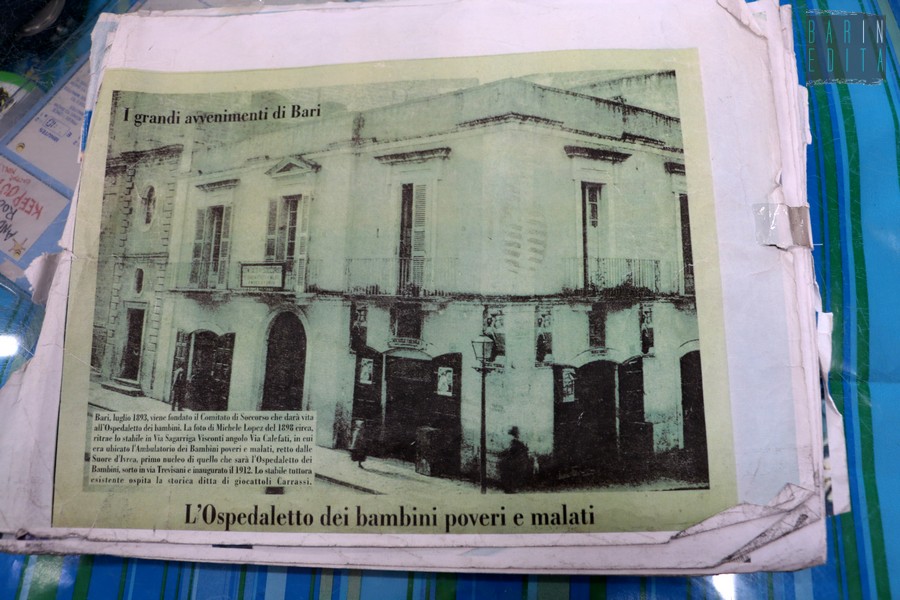 BARIN
EDITA
I grandi avvenimenti di Bari
KEEP OU
Bari, luglio 1893, viene fondato il Comitato di Soccorso che darà vita
all'Ospedaletto dei bambini. La foto di Michele Lopez del 1898 circa,
ritrae lo stabile in Via Sagarriga Visconti angolo Via Calefati, in cui
era ubicato l'Ambulatorio dei Bambini poveri e malati, retto dalle
Suore d'Ivrea, primo nucleo di quello che sarà l'Ospedaletto dei
Bambini, sorto in via Trevisani e inaugurato il 1912. Lo stabile tuttora
esistente ospita la storica ditta di giocattoli Carrassi.
L'Ospedaletto dei bambini poveri e malati